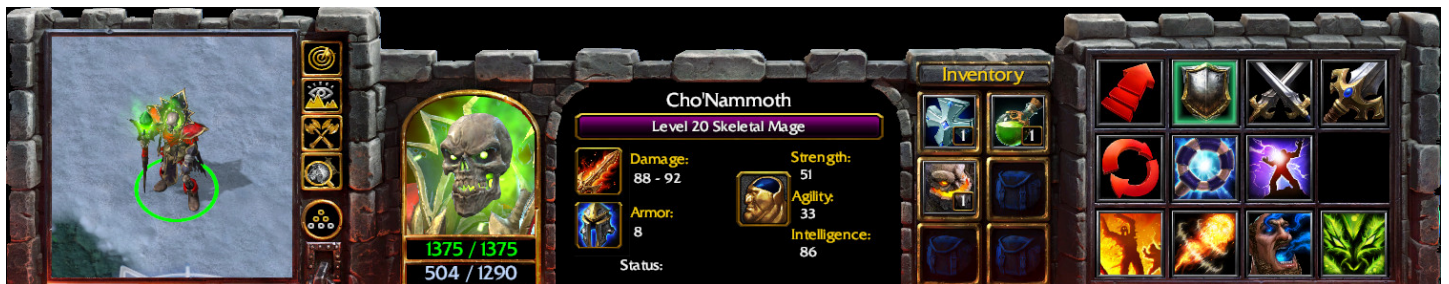 Cho'Nammoth
Level 20 Skeletal Mage
Damage:
88 - 92
Armor:
8
Strength:
51
Agility:
33
Intelligence:
86
Status:
1375 / 1375
504 / 1290
Inventory
1
1
1